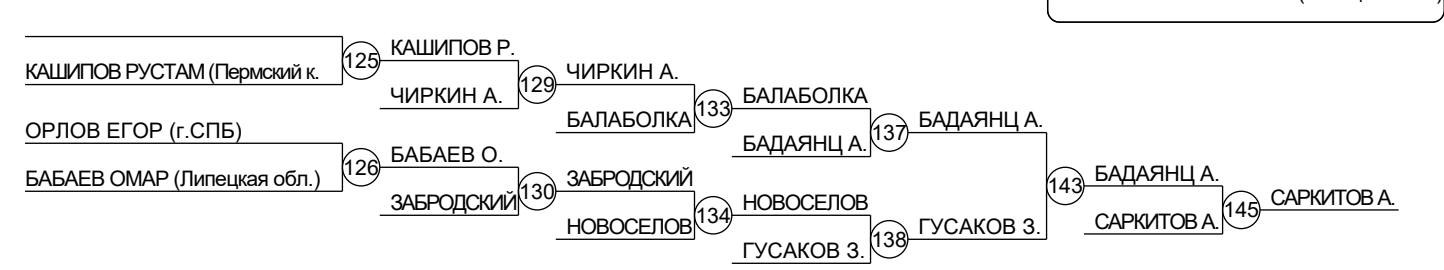 КАШИПОВ РУСТАМ (Пермский к.
125
КАШИПОВ Р.
ЧИРКИН А.
129
ЧИРКИН А.
БАЛАБОЛКА
133
БАЛАБОЛКА
БАДАЯНЦ А.
137
БАДАЯНЦ А.
ОРЛОВ ЕГОР (г.СПБ)
БАБАЕВ ОМАР (Липецкая обл.)
126
БАБАЕВ О.
ЗАБРОДСКИЙ
130
ЗАБРОДСКИЙ
НОВОСЕЛОВ
134
НОВОСЕЛОВ
ГУСАКОВ З.
138
ГУСАКОВ З.
143
БАДАЯНЦ А.
САРКИТОВ А.
145
САРКИТОВ А.